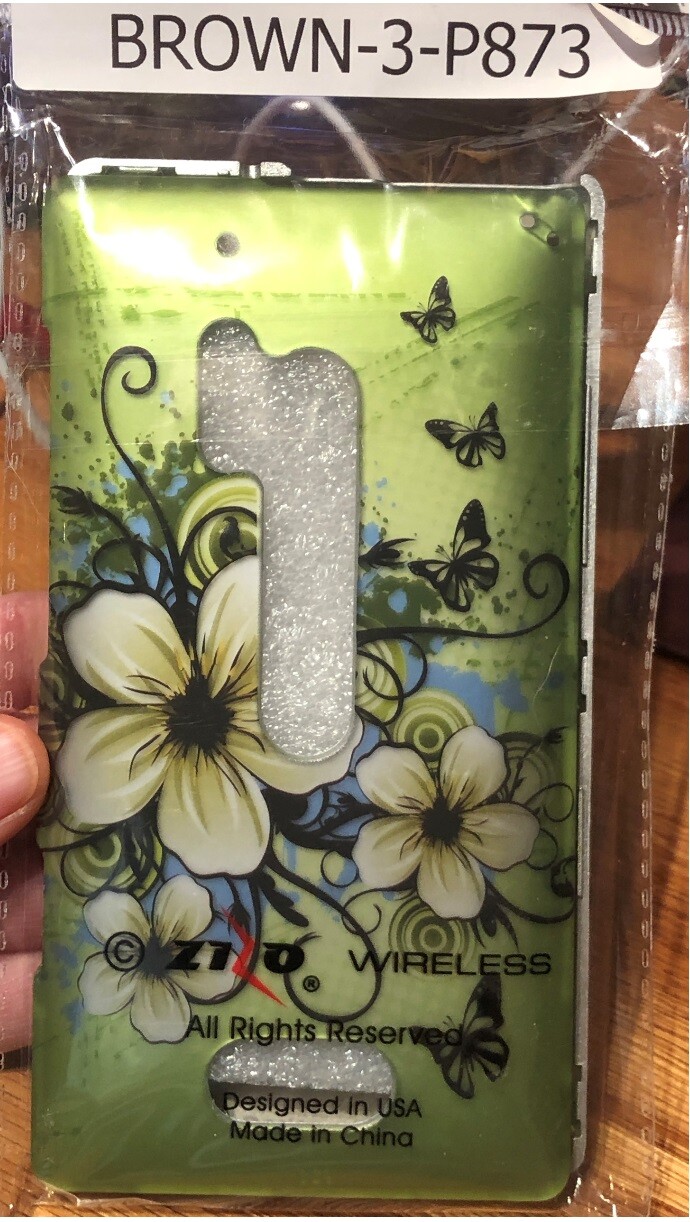 BROWN-3-P873
© ZIZO ® WIRELESS
All Rights Reserved
Designed in USA
Made in China